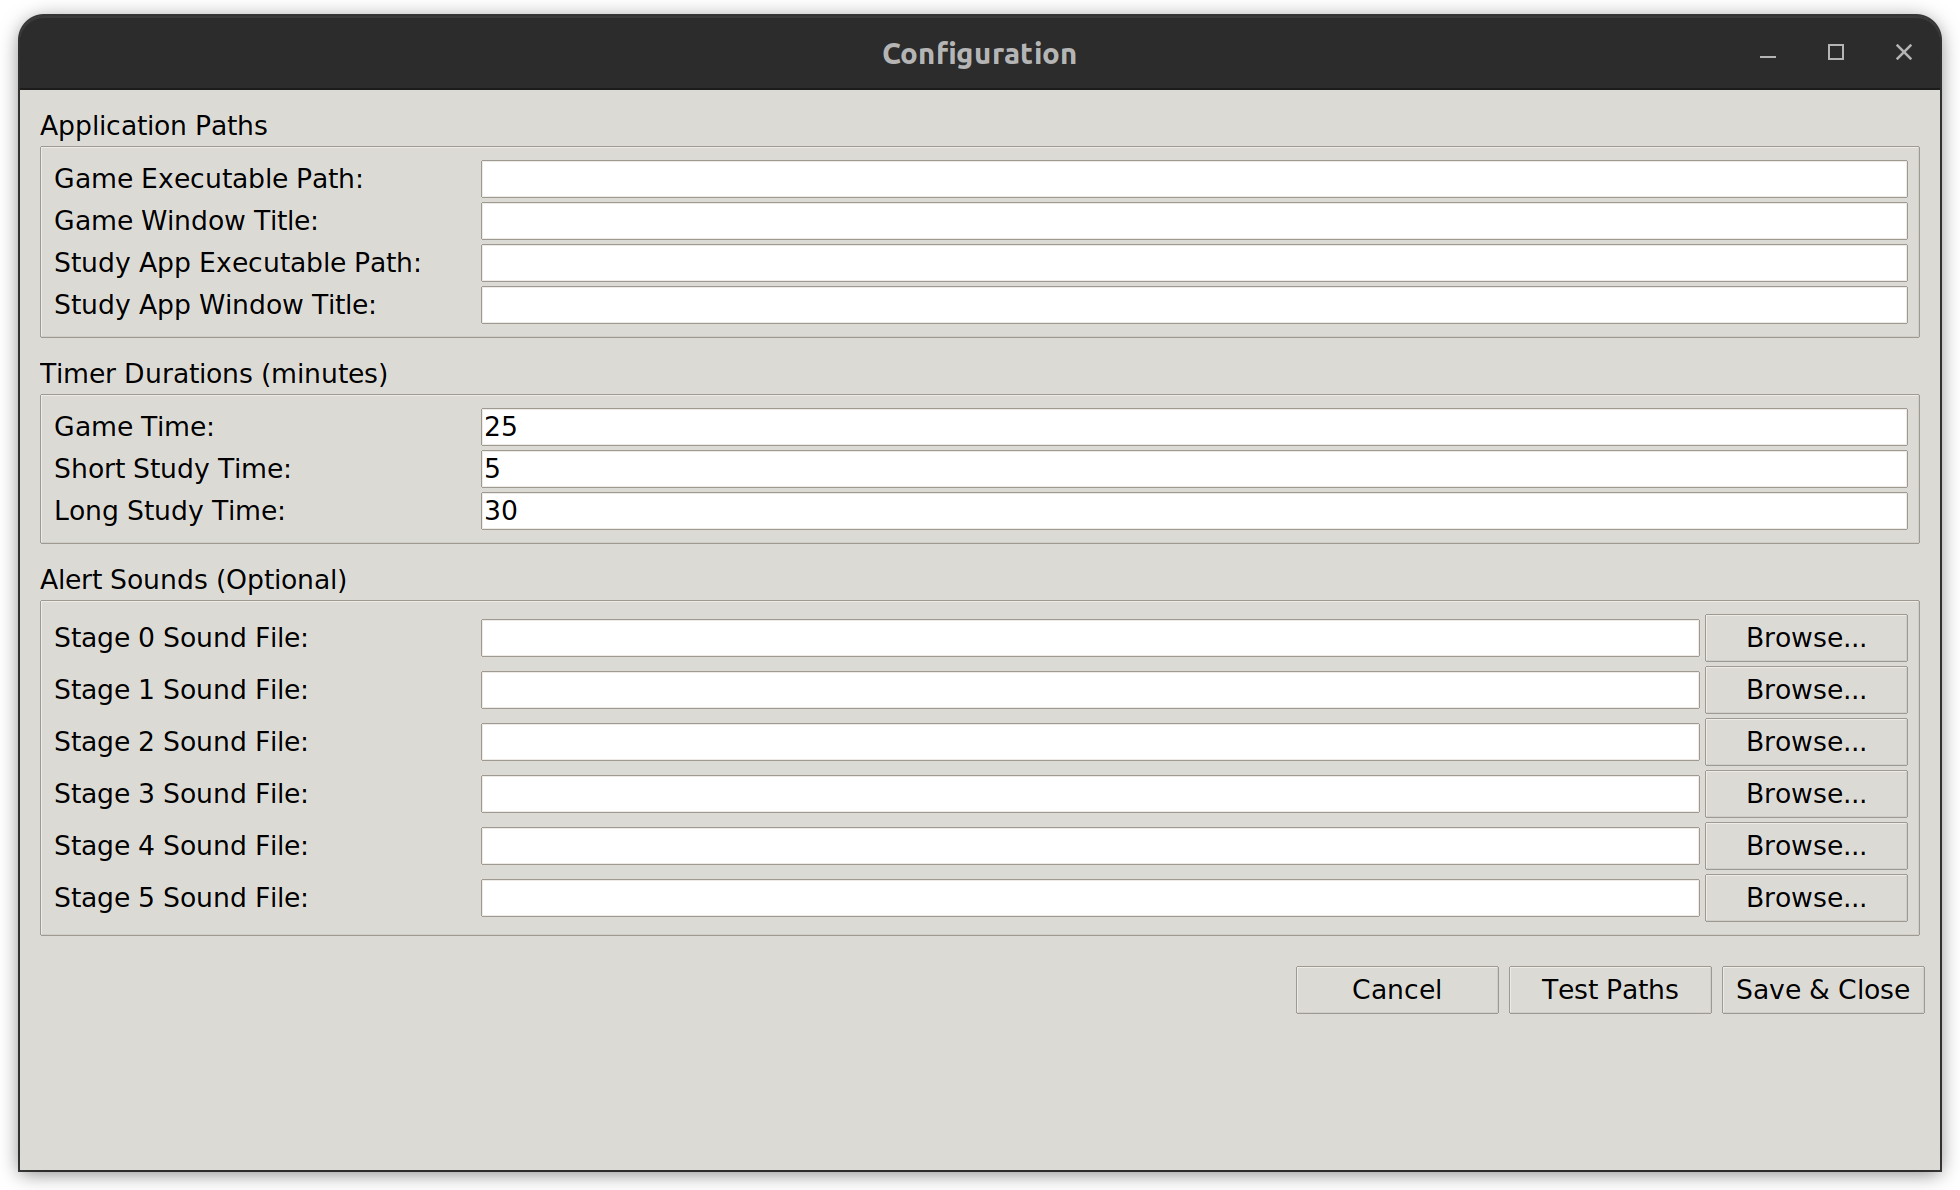 Configuration
Application Paths
Game Executable Path:
Game Window Title:
Study App Executable Path:
Study App Window Title:
Timer Durations (minutes)
Game Time: 25
Short Study Time: 5
Long Study Time: 30
Alert Sounds (Optional)
Stage 0 Sound File: Browse...
Stage 1 Sound File: Browse...
Stage 2 Sound File: Browse...
Stage 3 Sound File: Browse...
Stage 4 Sound File: Browse...
Stage 5 Sound File: Browse...
Cancel Test Paths Save & Close